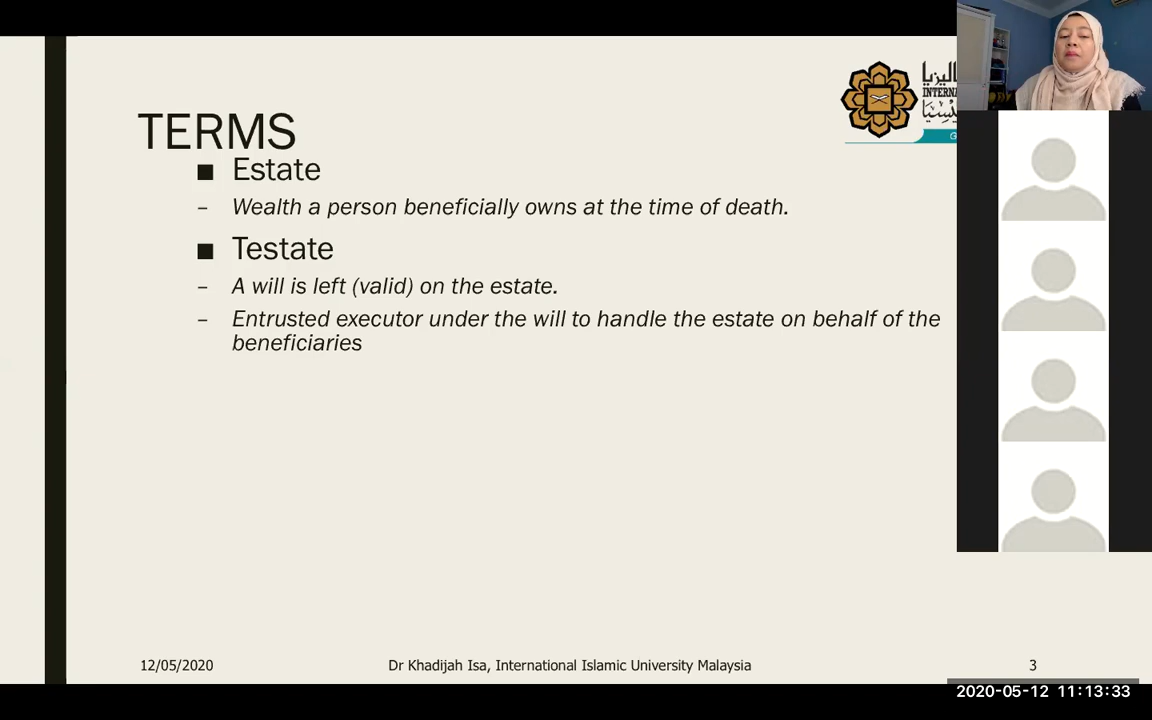 TERMS
■ Estate
– Wealth a person beneficially owns at the time of death.
■ Testate
– A will is left (valid) on the estate.
– Entrusted executor under the will to handle the estate on behalf of the
beneficiaries
12/05/2020 Dr Khadijah Isa, International Islamic University Malaysia 3
2020-05-12 11:13:33